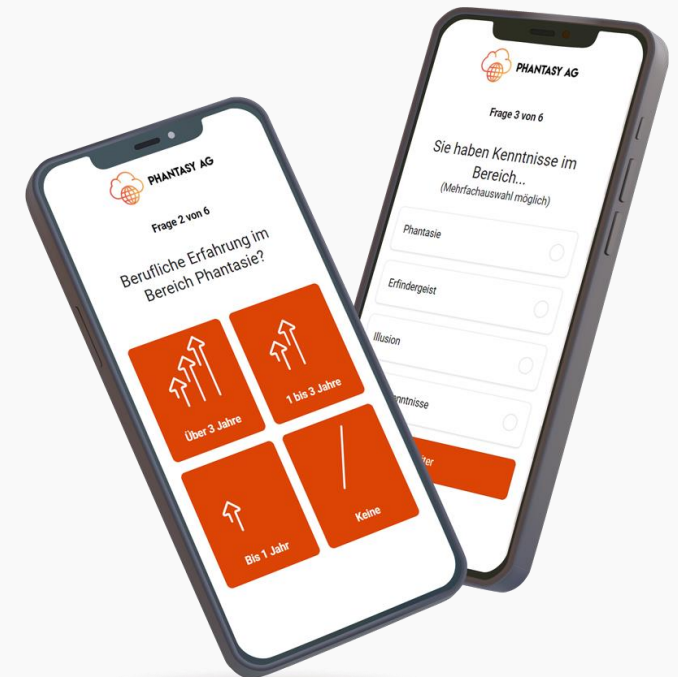 PHANTASY AG
Frage 2 von 6
Berufliche Erfahrung im
Bereich Phantasie?
Über 3 Jahre
1 bis 3 Jahre
Bis 1 Jahr
Keine
PHANTASY AG
Frage 3 von 6
Sie haben Kenntnisse im
Bereich...
(Mehrfachauswahl möglich)
Phantasie
Erfindergeist
Illusion